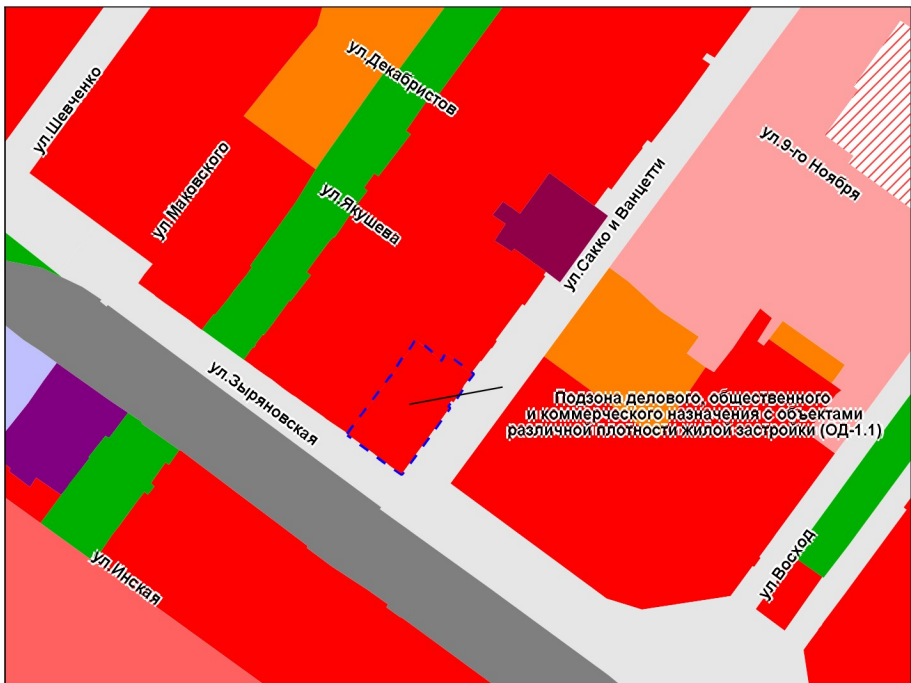 ул.Шевченко
ул.Декабристов
ул.Маковского
ул.Якушева
ул.Сакко и Ванцетти
ул.9-го Ноября
ул.Зыряновская
Подзона делового, общественного
и коммерческого назначения с объектами
различной плотности жилой застройки (ОД-1.1)
ул.Восход
ул.Инская